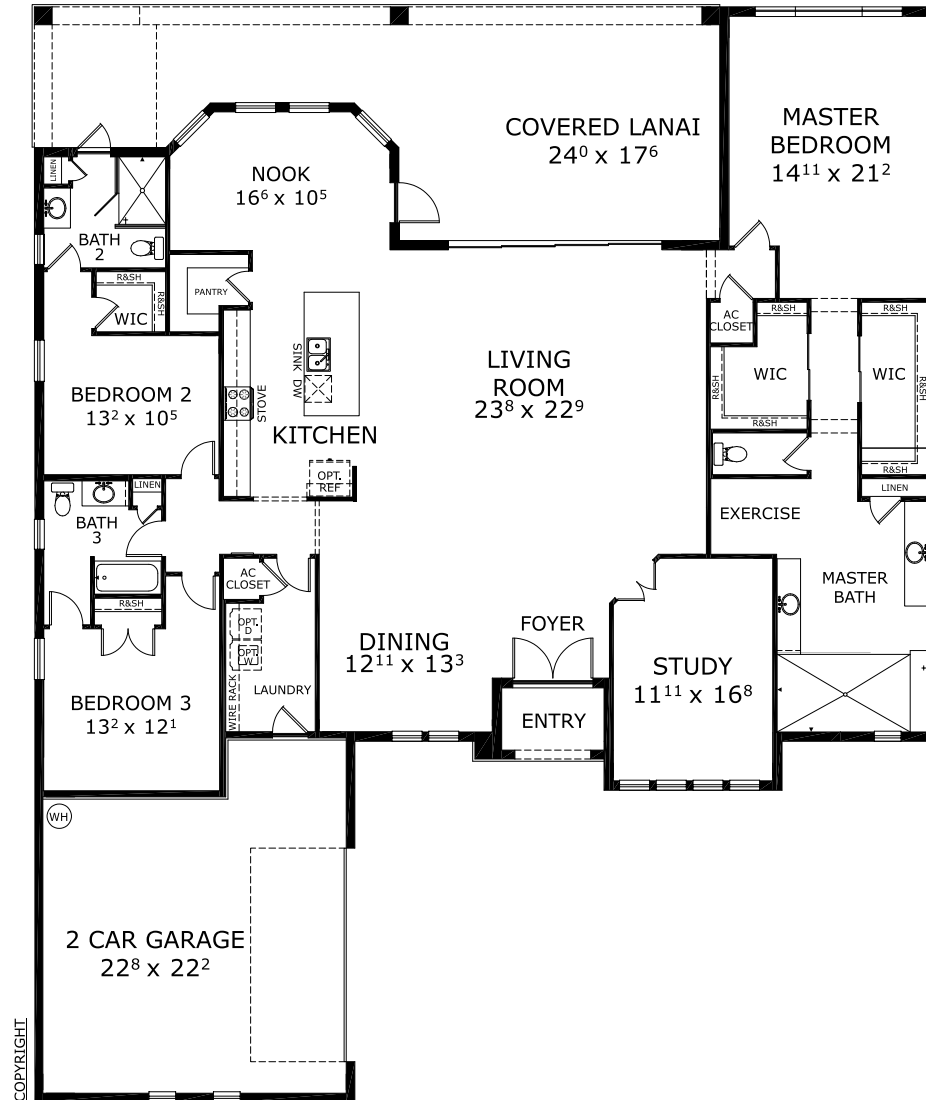 COVERED LANAI
24⁰ x 17⁶
MASTER
BEDROOM
14¹¹ x 21²
NOOK
16⁶ x 10⁵
LINEN
BATH
2
R&SH
R&SH
WIC
PANTRY
AC
CLOSET
R&SH
R&SH
WIC
R&SH
WIC
R&SH
R&SH
LINEN
BEDROOM 2
13² x 10⁵
STOVE
SINK DW
KITCHEN
OPT.
REF
LIVING
ROOM
23⁸ x 22⁹
EXERCISE
MASTER
BATH
BATH
3
LINEN
R&SH
AC
CLOSET
OPT.
D
OPT.
W
WIRE RACK
LAUNDRY
BEDROOM 3
13² x 12¹
DINING
12¹¹ x 13³
FOYER
ENTRY
STUDY
11¹¹ x 16⁸
WH
2 CAR GARAGE
22⁸ x 22²
COPYRIGHT